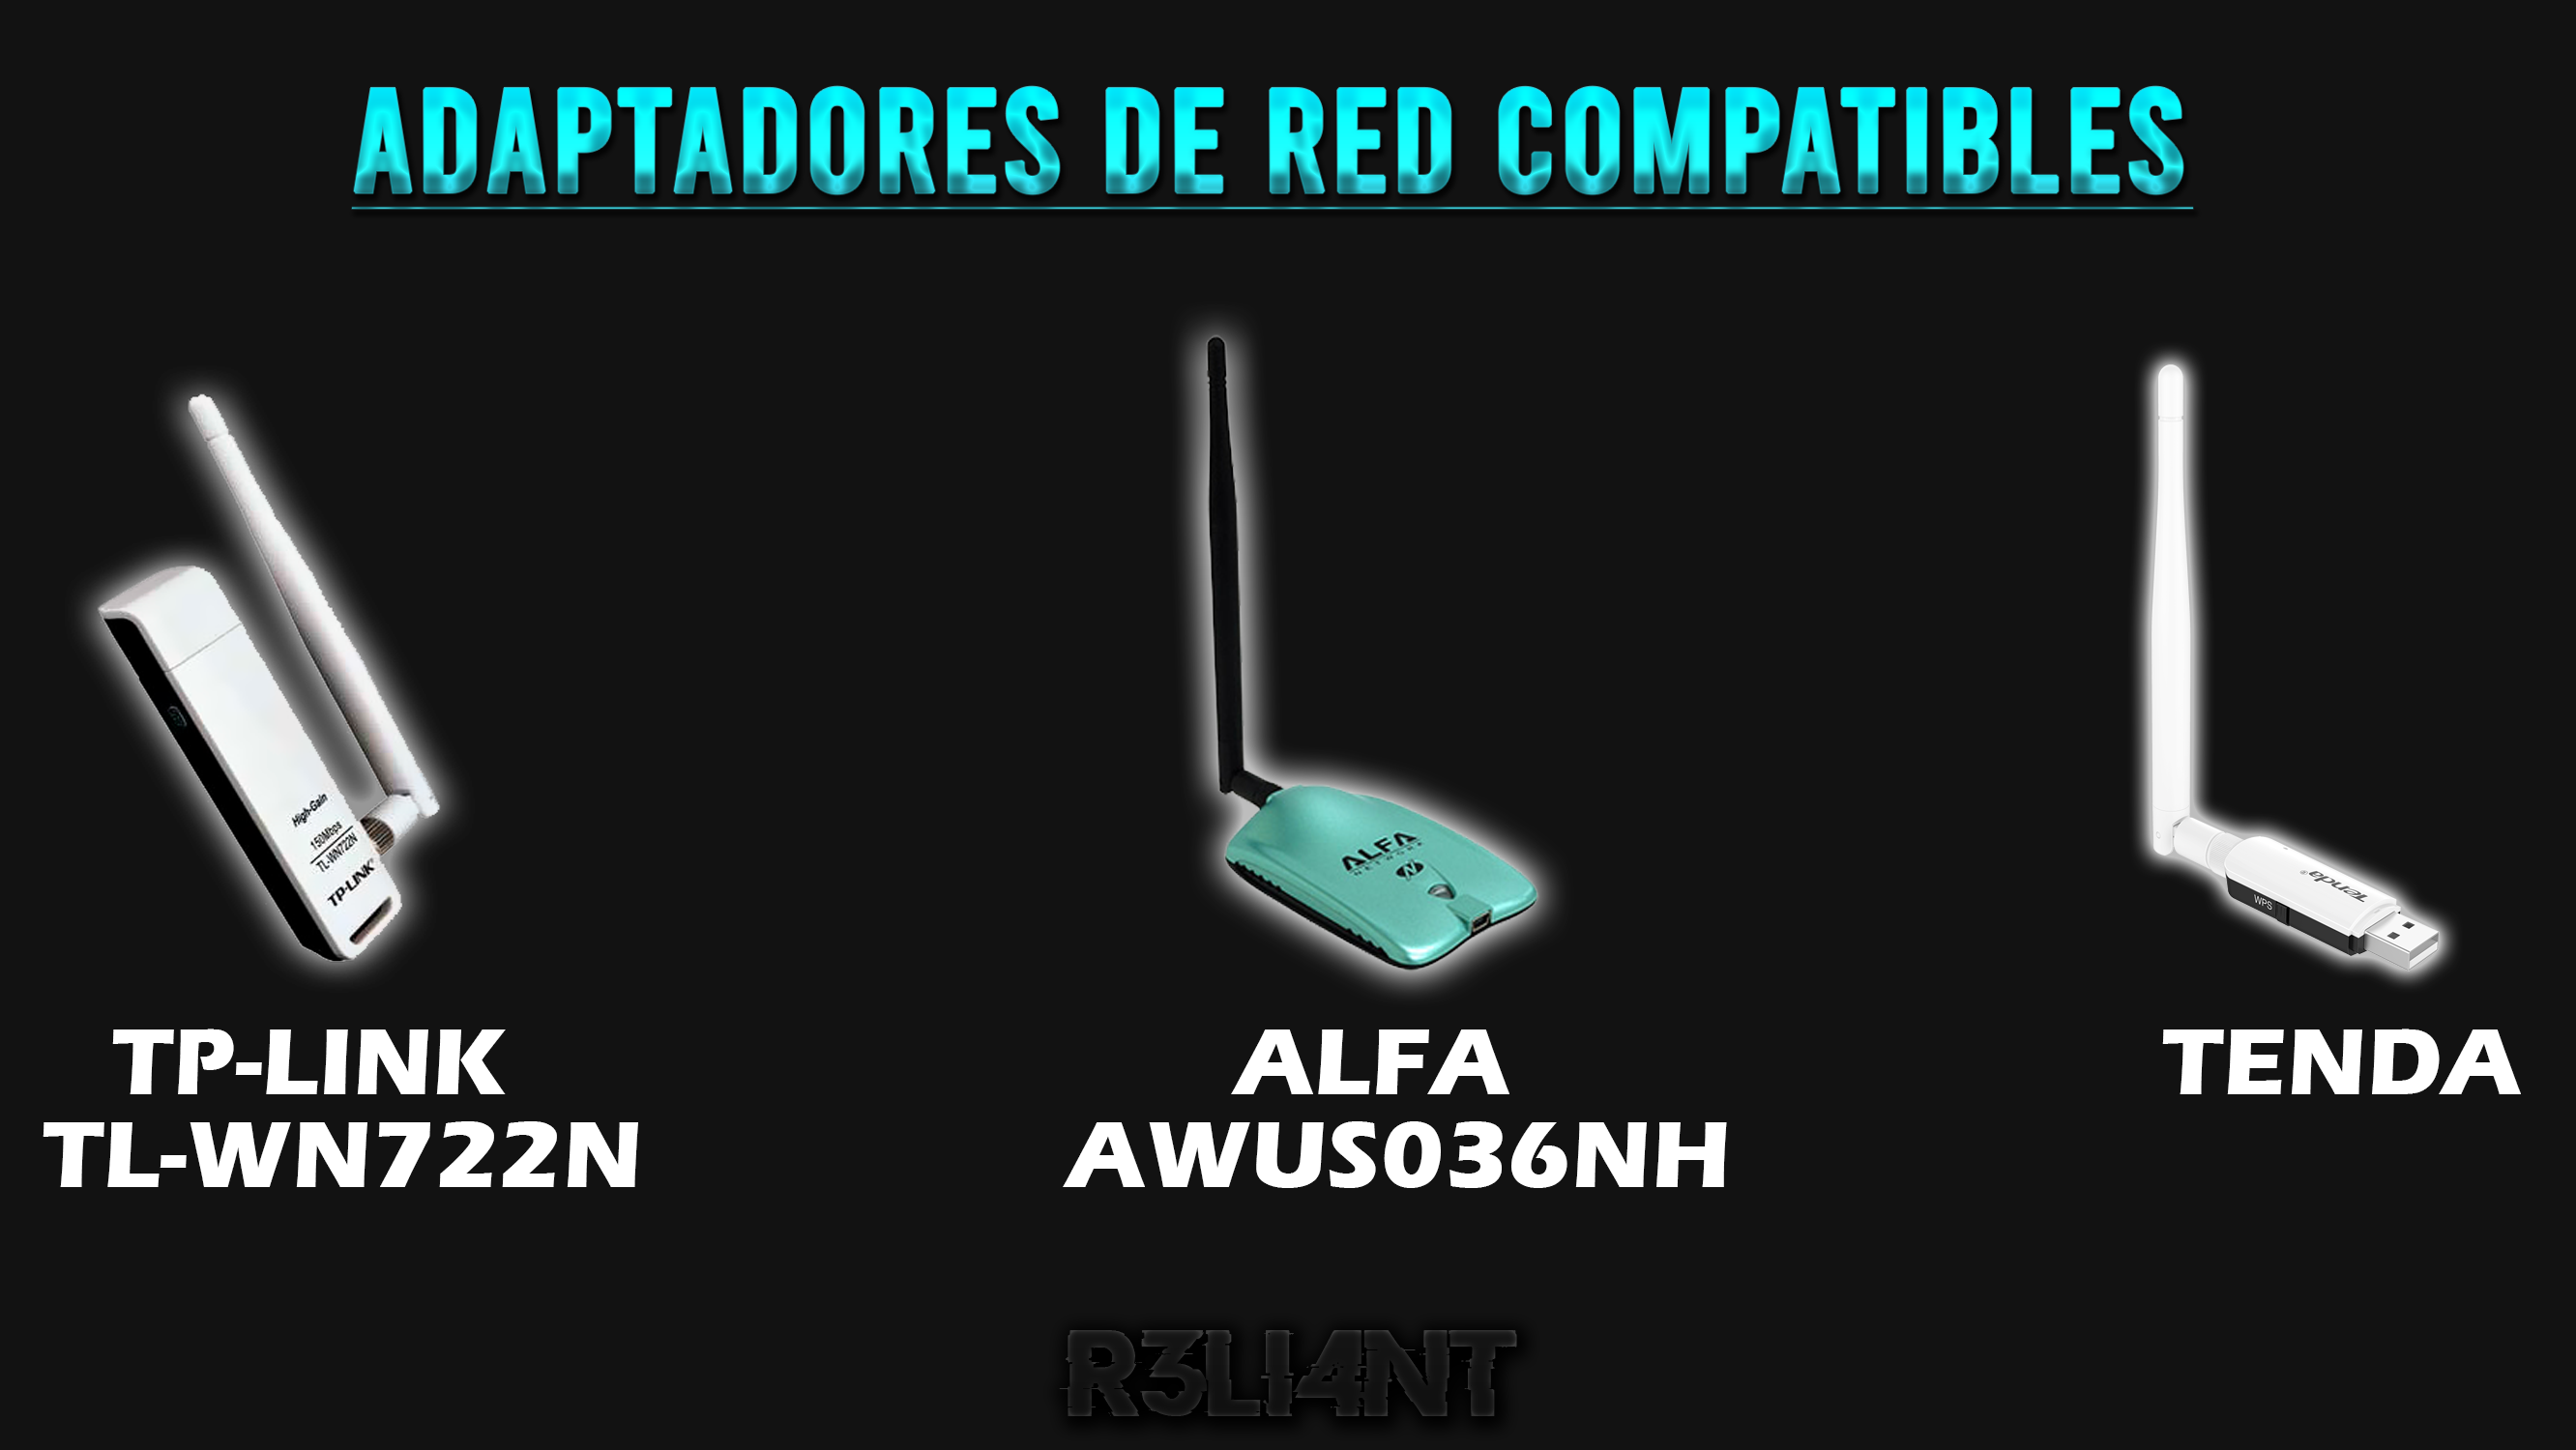 ADAPTADORES DE RED COMPATIBLES
High-Gain
150Mbps
TL-WN722N
TP-LINK
ALFA
NETWORK
N
Tenda
WPS
TP-LINK
TL-WN722N
ALFA
AWUS036NH
TENDA
R3LI4NT